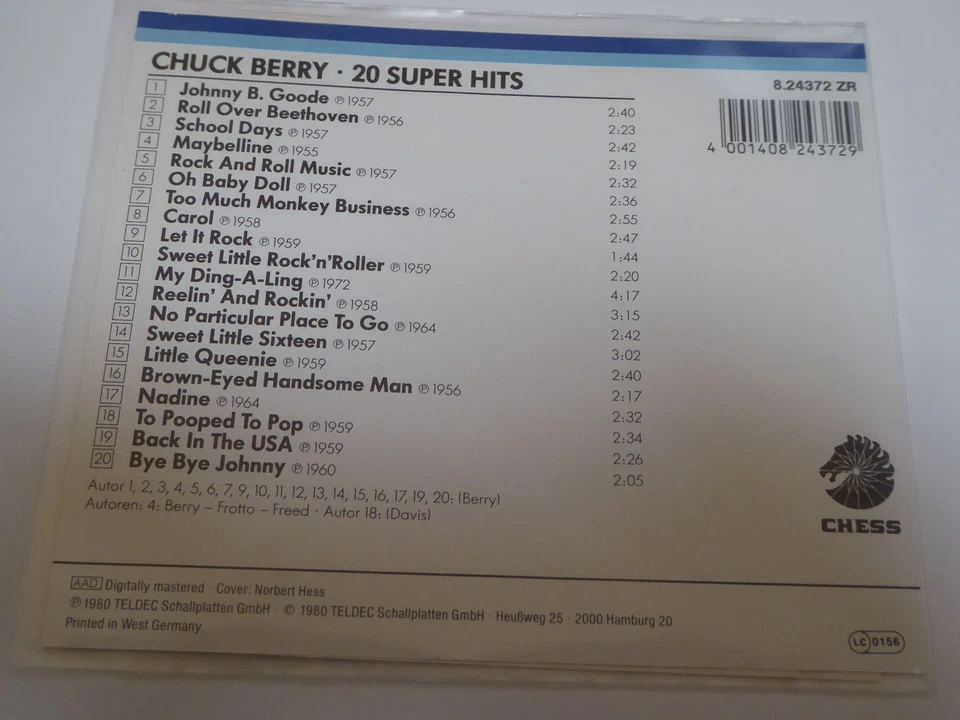 CHUCK BERRY · 20 SUPER HITS
8.24372 ZR
4 001408 243729
1 Johnny B. Goode ℗ 1957 2:40
2 Roll Over Beethoven ℗ 1956 2:23
3 School Days ℗ 1957 2:42
4 Maybelline ℗ 1955 2:19
5 Rock And Roll Music ℗ 1957 2:32
6 Oh Baby Doll ℗ 1957 2:36
7 Too Much Monkey Business ℗ 1956 2:55
8 Carol ℗ 1958 2:47
9 Let It Rock ℗ 1959 1:44
10 Sweet Little Rock'n'Roller ℗ 1959 2:20
11 My Ding-A-Ling ℗ 1972 4:17
12 Reelin' And Rockin' ℗ 1958 3:15
13 No Particular Place To Go ℗ 1964 2:42
14 Sweet Little Sixteen ℗ 1957 3:02
15 Little Queenie ℗ 1959 2:40
16 Brown-Eyed Handsome Man ℗ 1956 2:17
17 Nadine ℗ 1964 2:32
18 To Pooped To Pop ℗ 1959 2:34
19 Back In The USA ℗ 1959 2:26
20 Bye Bye Johnny ℗ 1960 2:05
Autor 1, 2, 3, 4, 5, 6, 7, 9, 10, 11, 12, 13, 14, 15, 16, 17, 19, 20: (Berry)
Autoren: 4: Berry – Frotto – Freed · Autor 18: (Davis)
CHESS
AAD Digitally mastered · Cover: Norbert Hess
℗ 1980 TELDEC Schallplatten GmbH · © 1980 TELDEC Schallplatten GmbH · Heußweg 25 · 2000 Hamburg 20
Printed in West Germany
LC 0156